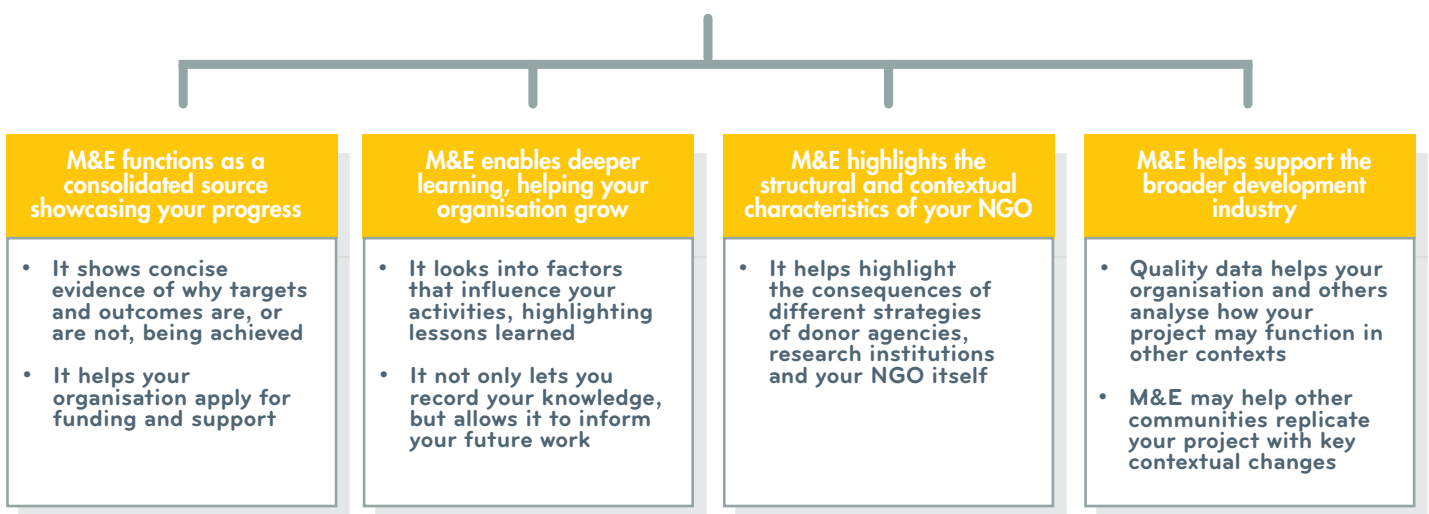 M&E functions as a
consolidated source
showcasing your progress
• It shows concise
evidence of why targets
and outcomes are, or
are not, being achieved
• It helps your
organisation apply for
funding and support
M&E enables deeper
learning, helping your
organisation grow
• It looks into factors
that influence your
activities, highlighting
lessons learned
• It not only lets you
record your knowledge,
but allows it to inform
your future work
M&E highlights the
structural and contextual
characteristics of your NGO
• It helps highlight
the consequences of
different strategies
of donor agencies,
research institutions
and your NGO itself
M&E helps support the
broader development
industry
• Quality data helps your
organisation and others
analyse how your
project may function in
other contexts
• M&E may help other
communities replicate
your project with key
contextual changes